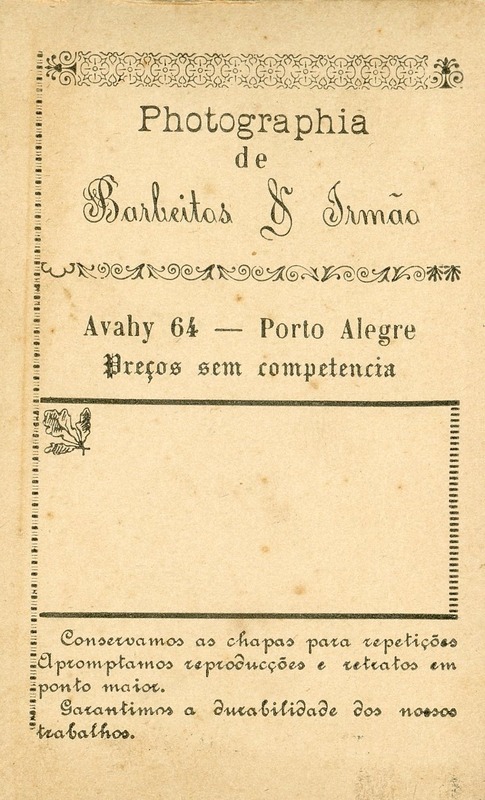 Photographia
de
Barbeitos & Irmão
Avahy 64 — Porto Alegre
Preços sem competencia
Conservamos as chapas para repetições
Apromptamos reproducções e retratos em
ponto maior.
Garantimos a durabilidade dos nossos
trabalhos.